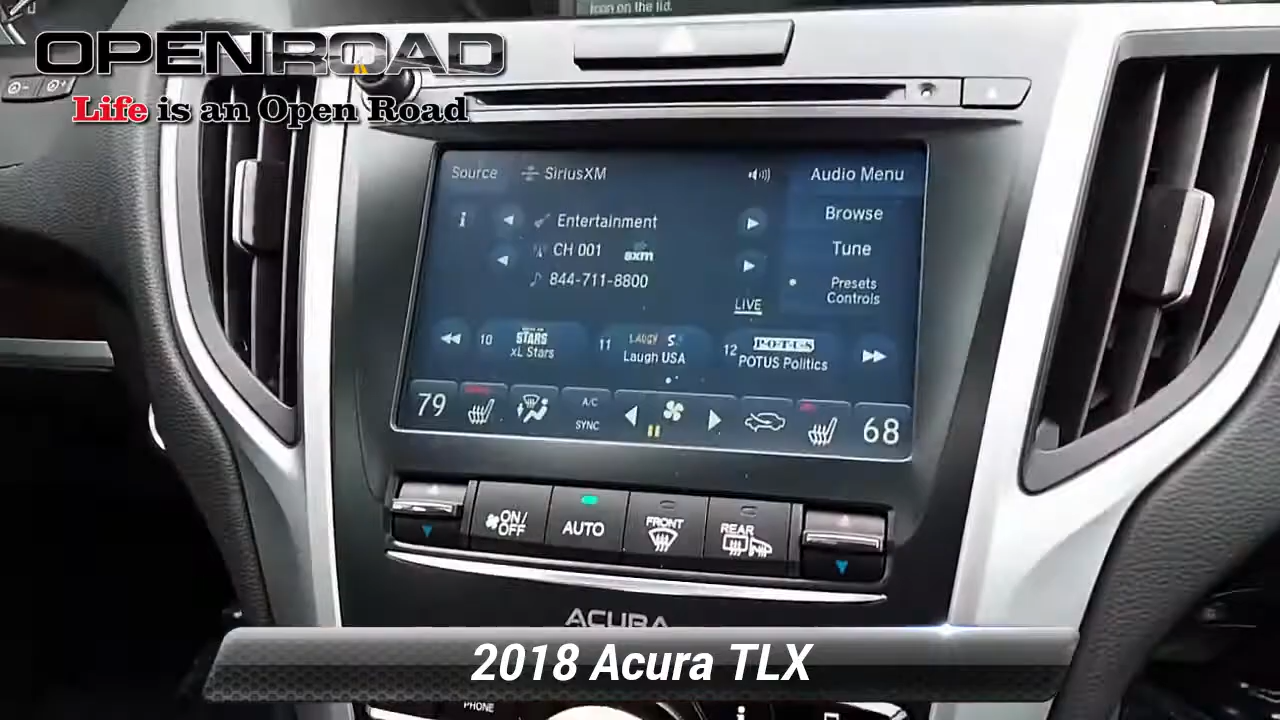 icon on the lid.
OPENROAD
Life is an Open Road
Source SiriusXM Audio Menu
i Entertainment Browse
CH 001 sxm Tune
844-711-8800 Presets Controls
LIVE
10 STARS xL Stars 11 Laugh USA 12 POTUS POTUS Politics
79 A/C SYNC 68
ON/OFF AUTO FRONT REAR
ACURA
2018 Acura TLX
PHONE